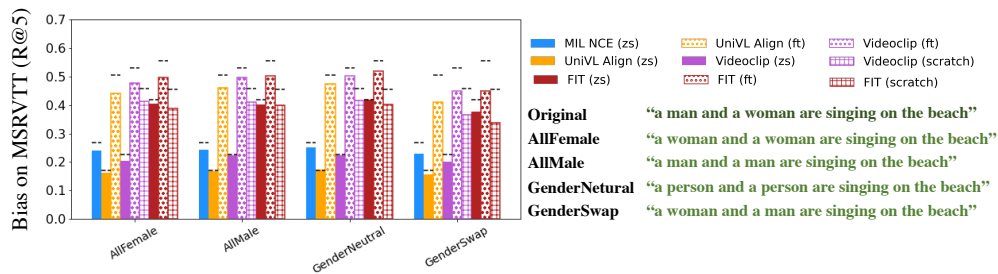 Bias on MSRVTT (R@5)
0.7
0.6
0.5
0.4
0.3
0.2
0.1
0.0
AllFemale
AllMale
GenderNeutral
GenderSwap
MIL NCE (zs)
UniVL Align (zs)
FIT (zs)
UniVL Align (ft)
Videoclip (zs)
FIT (ft)
Videoclip (ft)
Videoclip (scratch)
FIT (scratch)
Original "a man and a woman are singing on the beach"
AllFemale "a woman and a woman are singing on the beach"
AllMale "a man and a man are singing on the beach"
GenderNetural "a person and a person are singing on the beach"
GenderSwap "a woman and a man are singing on the beach"